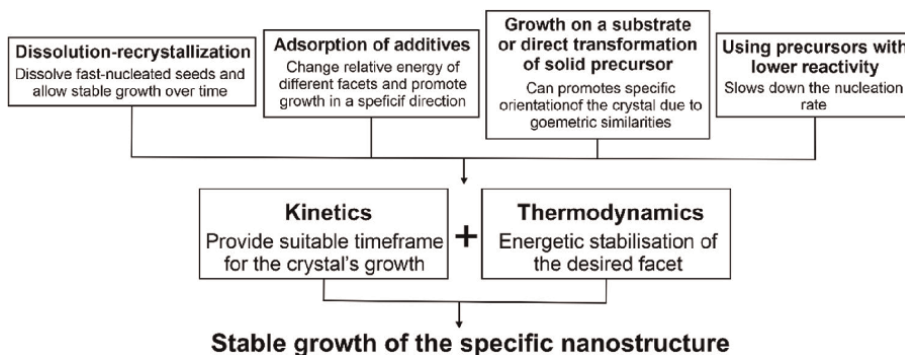 Dissolution-recrystallization
Dissolve fast-nucleated seeds and
allow stable growth over time
Adsorption of additives
Change relative energy of
different facets and promote
growth in a speficif direction
Growth on a substrate
or direct transformation
of solid precursor
Can promotes specific
orientationof the crystal due to
goemetric similarities
Using precursors with
lower reactivity
Slows down the nucleation
rate
Kinetics
Provide suitable timeframe
for the crystal's growth
+
Thermodynamics
Energetic stabilisation of
the desired facet
Stable growth of the specific nanostructure